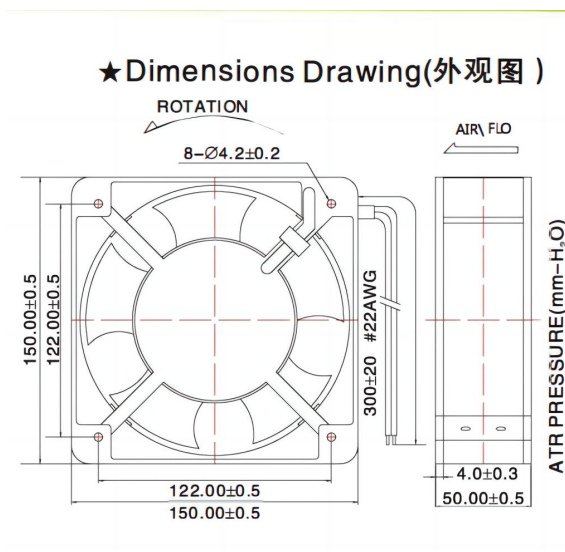 ★Dimensions Drawing(外观图 )
ROTATION
AIR\ FLO
8-Ø4.2±0.2
150.00±0.5
122.00±0.5
300±20 #22AWG
ATR PRESSURE(mm-H₂O)
4.0±0.3
122.00±0.5
50.00±0.5
150.00±0.5